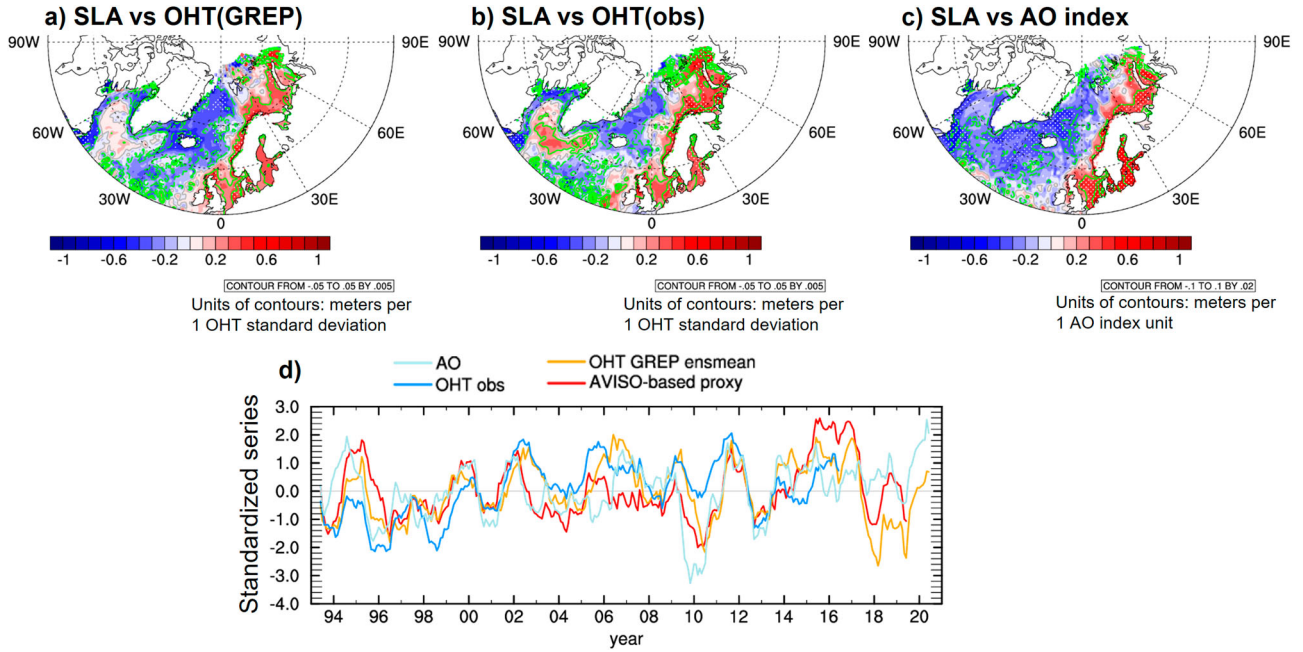 a) SLA vs OHT(GREP)
b) SLA vs OHT(obs)
c) SLA vs AO index
90W
90E
60W
60E
30W
30E
0
90W
90E
60W
60E
30W
30E
0
90W
90E
60W
60E
30W
30E
0
-1 -0.6 -0.2 0.2 0.6 1
-1 -0.6 -0.2 0.2 0.6 1
-1 -0.6 -0.2 0.2 0.6 1
CONTOUR FROM -.05 TO .05 BY .005
Units of contours: meters per
1 OHT standard deviation
CONTOUR FROM -.05 TO .05 BY .005
Units of contours: meters per
1 OHT standard deviation
CONTOUR FROM -.1 TO .1 BY .02
Units of contours: meters per
1 AO index unit
d)
AO
OHT obs
OHT GREP ensmean
AVISO-based proxy
Standardized series
3.0
2.0
1.0
0.0
-1.0
-2.0
-3.0
-4.0
94 96 98 00 02 04 06 08 10 12 14 16 18 20
year